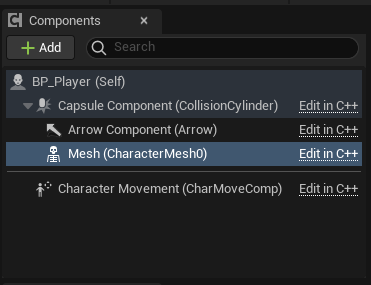 Components
Add
Search
BP_Player (Self)
Capsule Component (CollisionCylinder) Edit in C++
Arrow Component (Arrow) Edit in C++
Mesh (CharacterMesh0) Edit in C++
Character Movement (CharMoveComp) Edit in C++